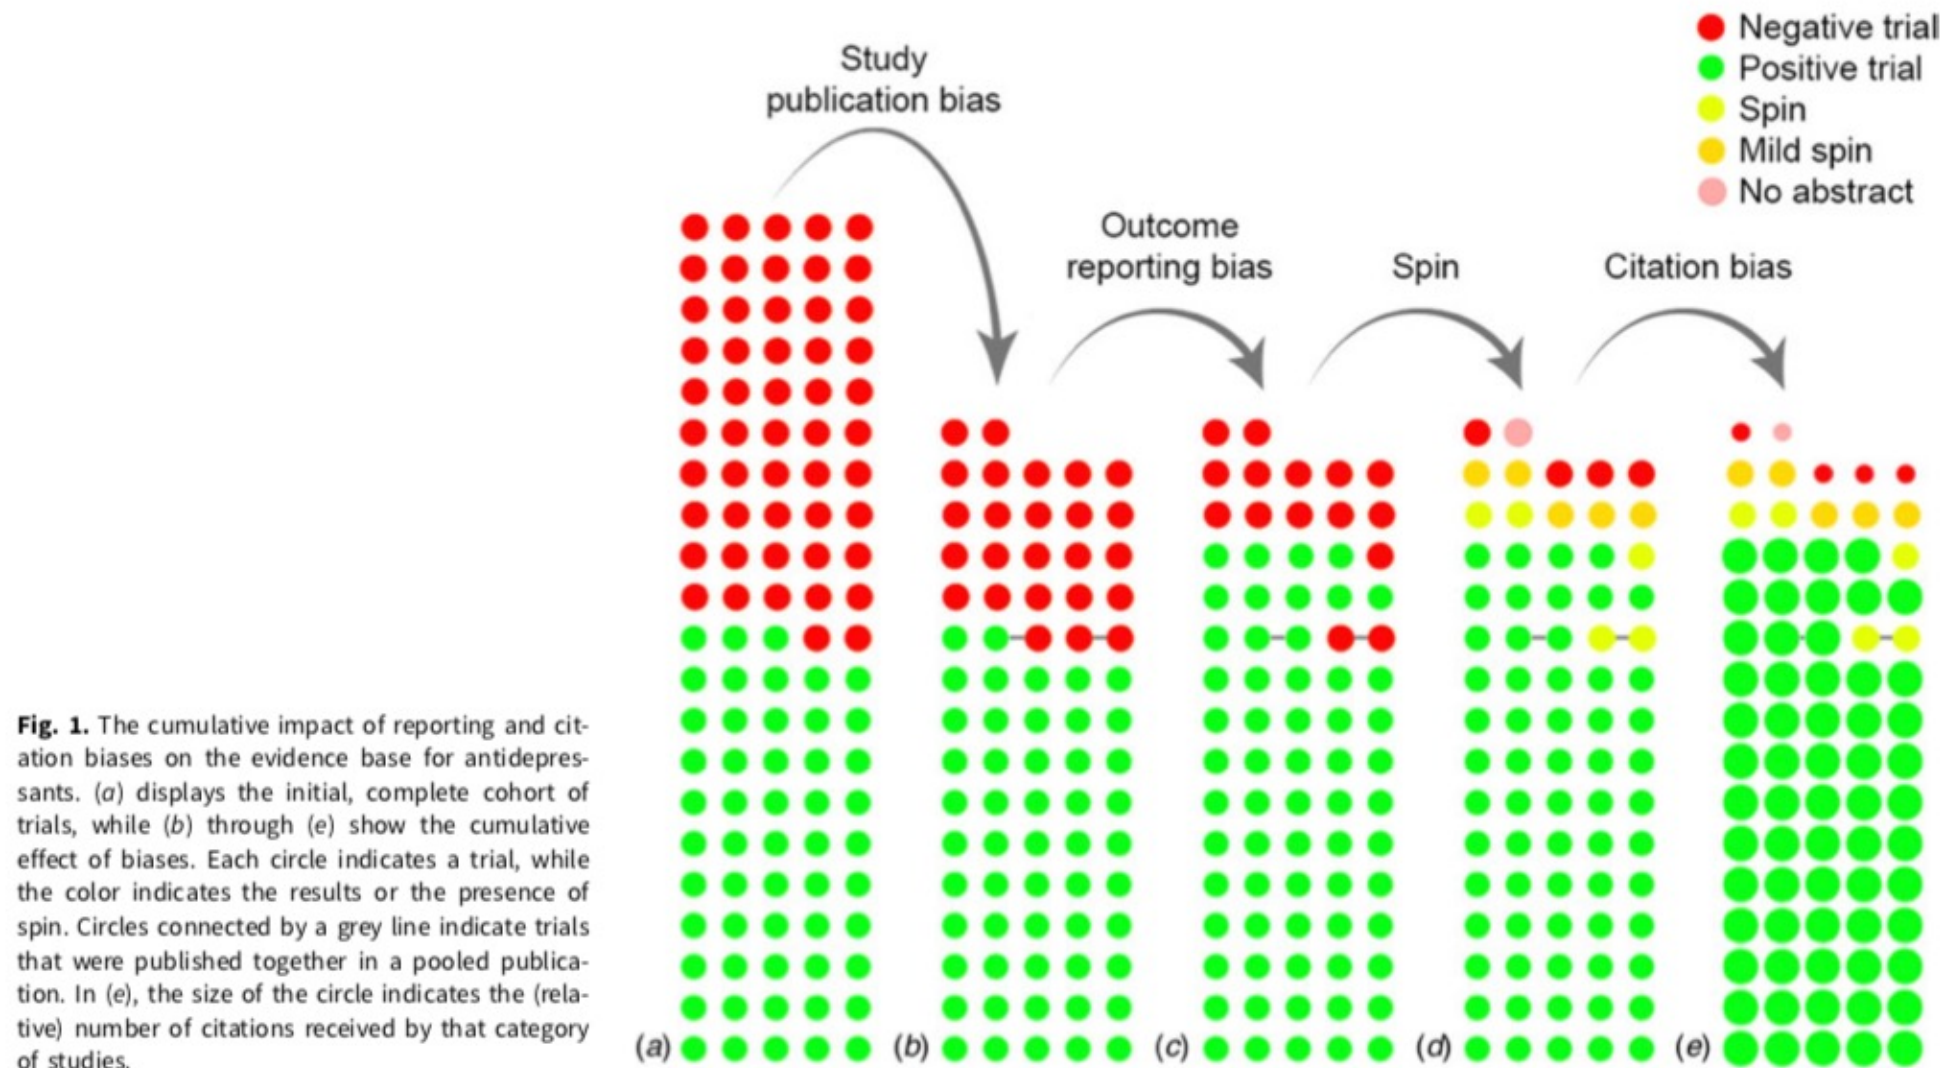 Negative trial
Positive trial
Spin
Mild spin
No abstract
Study
publication bias
Outcome
reporting bias
Spin
Citation bias
Fig. 1. The cumulative impact of reporting and cit-
ation biases on the evidence base for antidepres-
sants. (a) displays the initial, complete cohort of
trials, while (b) through (e) show the cumulative
effect of biases. Each circle indicates a trial, while
the color indicates the results or the presence of
spin. Circles connected by a grey line indicate trials
that were published together in a pooled publica-
tion. In (e), the size of the circle indicates the (rela-
tive) number of citations received by that category
of studies.
(a)
(b)
(c)
(d)
(e)